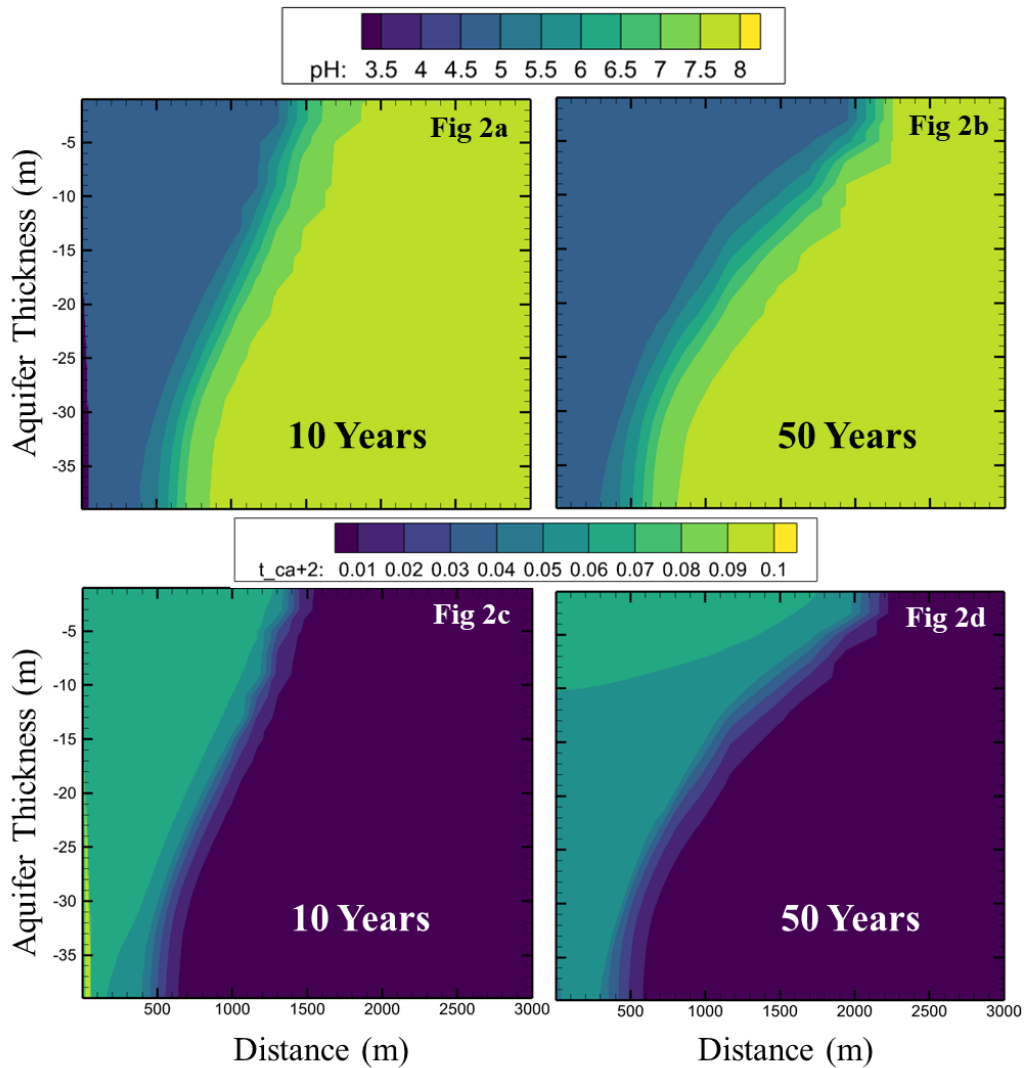 pH: 3.5 4 4.5 5 5.5 6 6.5 7 7.5 8
Fig 2a
Fig 2b
-5
-10
-15
-20
-25
-30
-35
Aquifer Thickness (m)
10 Years
50 Years
t_ca+2: 0.01 0.02 0.03 0.04 0.05 0.06 0.07 0.08 0.09 0.1
Fig 2c
Fig 2d
-5
-10
-15
-20
-25
-30
-35
Aquifer Thickness (m)
10 Years
50 Years
500 1000 1500 2000 2500 3000
500 1000 1500 2000 2500 3000
Distance (m)
Distance (m)